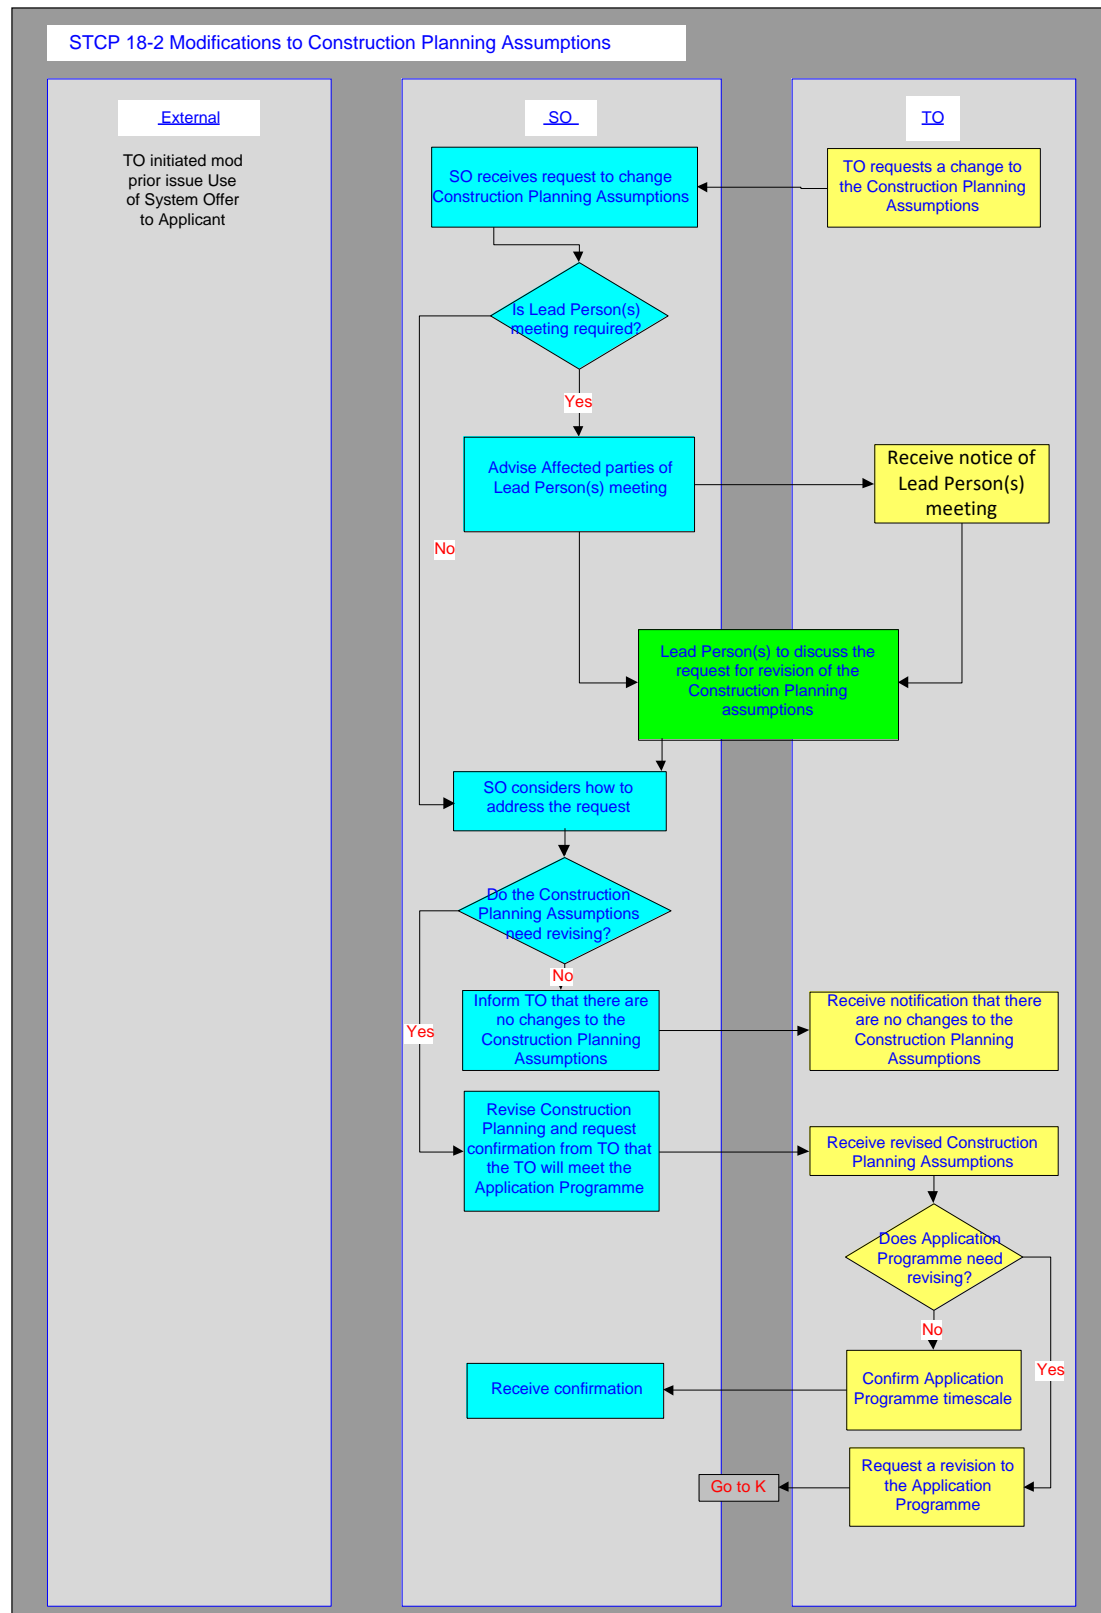 STCP 18-2 Modifications to Construction Planning Assumptions
External
SO
TO
TO initiated mod
prior issue Use
of System Offer
to Applicant
SO receives request to change
Construction Planning Assumptions
TO requests a change to
the Construction Planning
Assumptions
Is Lead Person(s)
meeting required?
Yes
Advise Affected parties of
Lead Person(s) meeting
Receive notice of
Lead Person(s)
meeting
No
Lead Person(s) to discuss the
request for revision of the
Construction Planning
assumptions
SO considers how to
address the request
Do the Construction
Planning Assumptions
need revising?
No
Yes
Inform TO that there are
no changes to the
Construction Planning
Assumptions
Receive notification that there
are no changes to the
Construction Planning
Assumptions
Revise Construction
Planning and request
confirmation from TO that
the TO will meet the
Application Programme
Receive revised Construction
Planning Assumptions
Does Application
Programme need
revising?
No
Yes
Receive confirmation
Confirm Application
Programme timescale
Go to K
Request a revision to
the Application
Programme